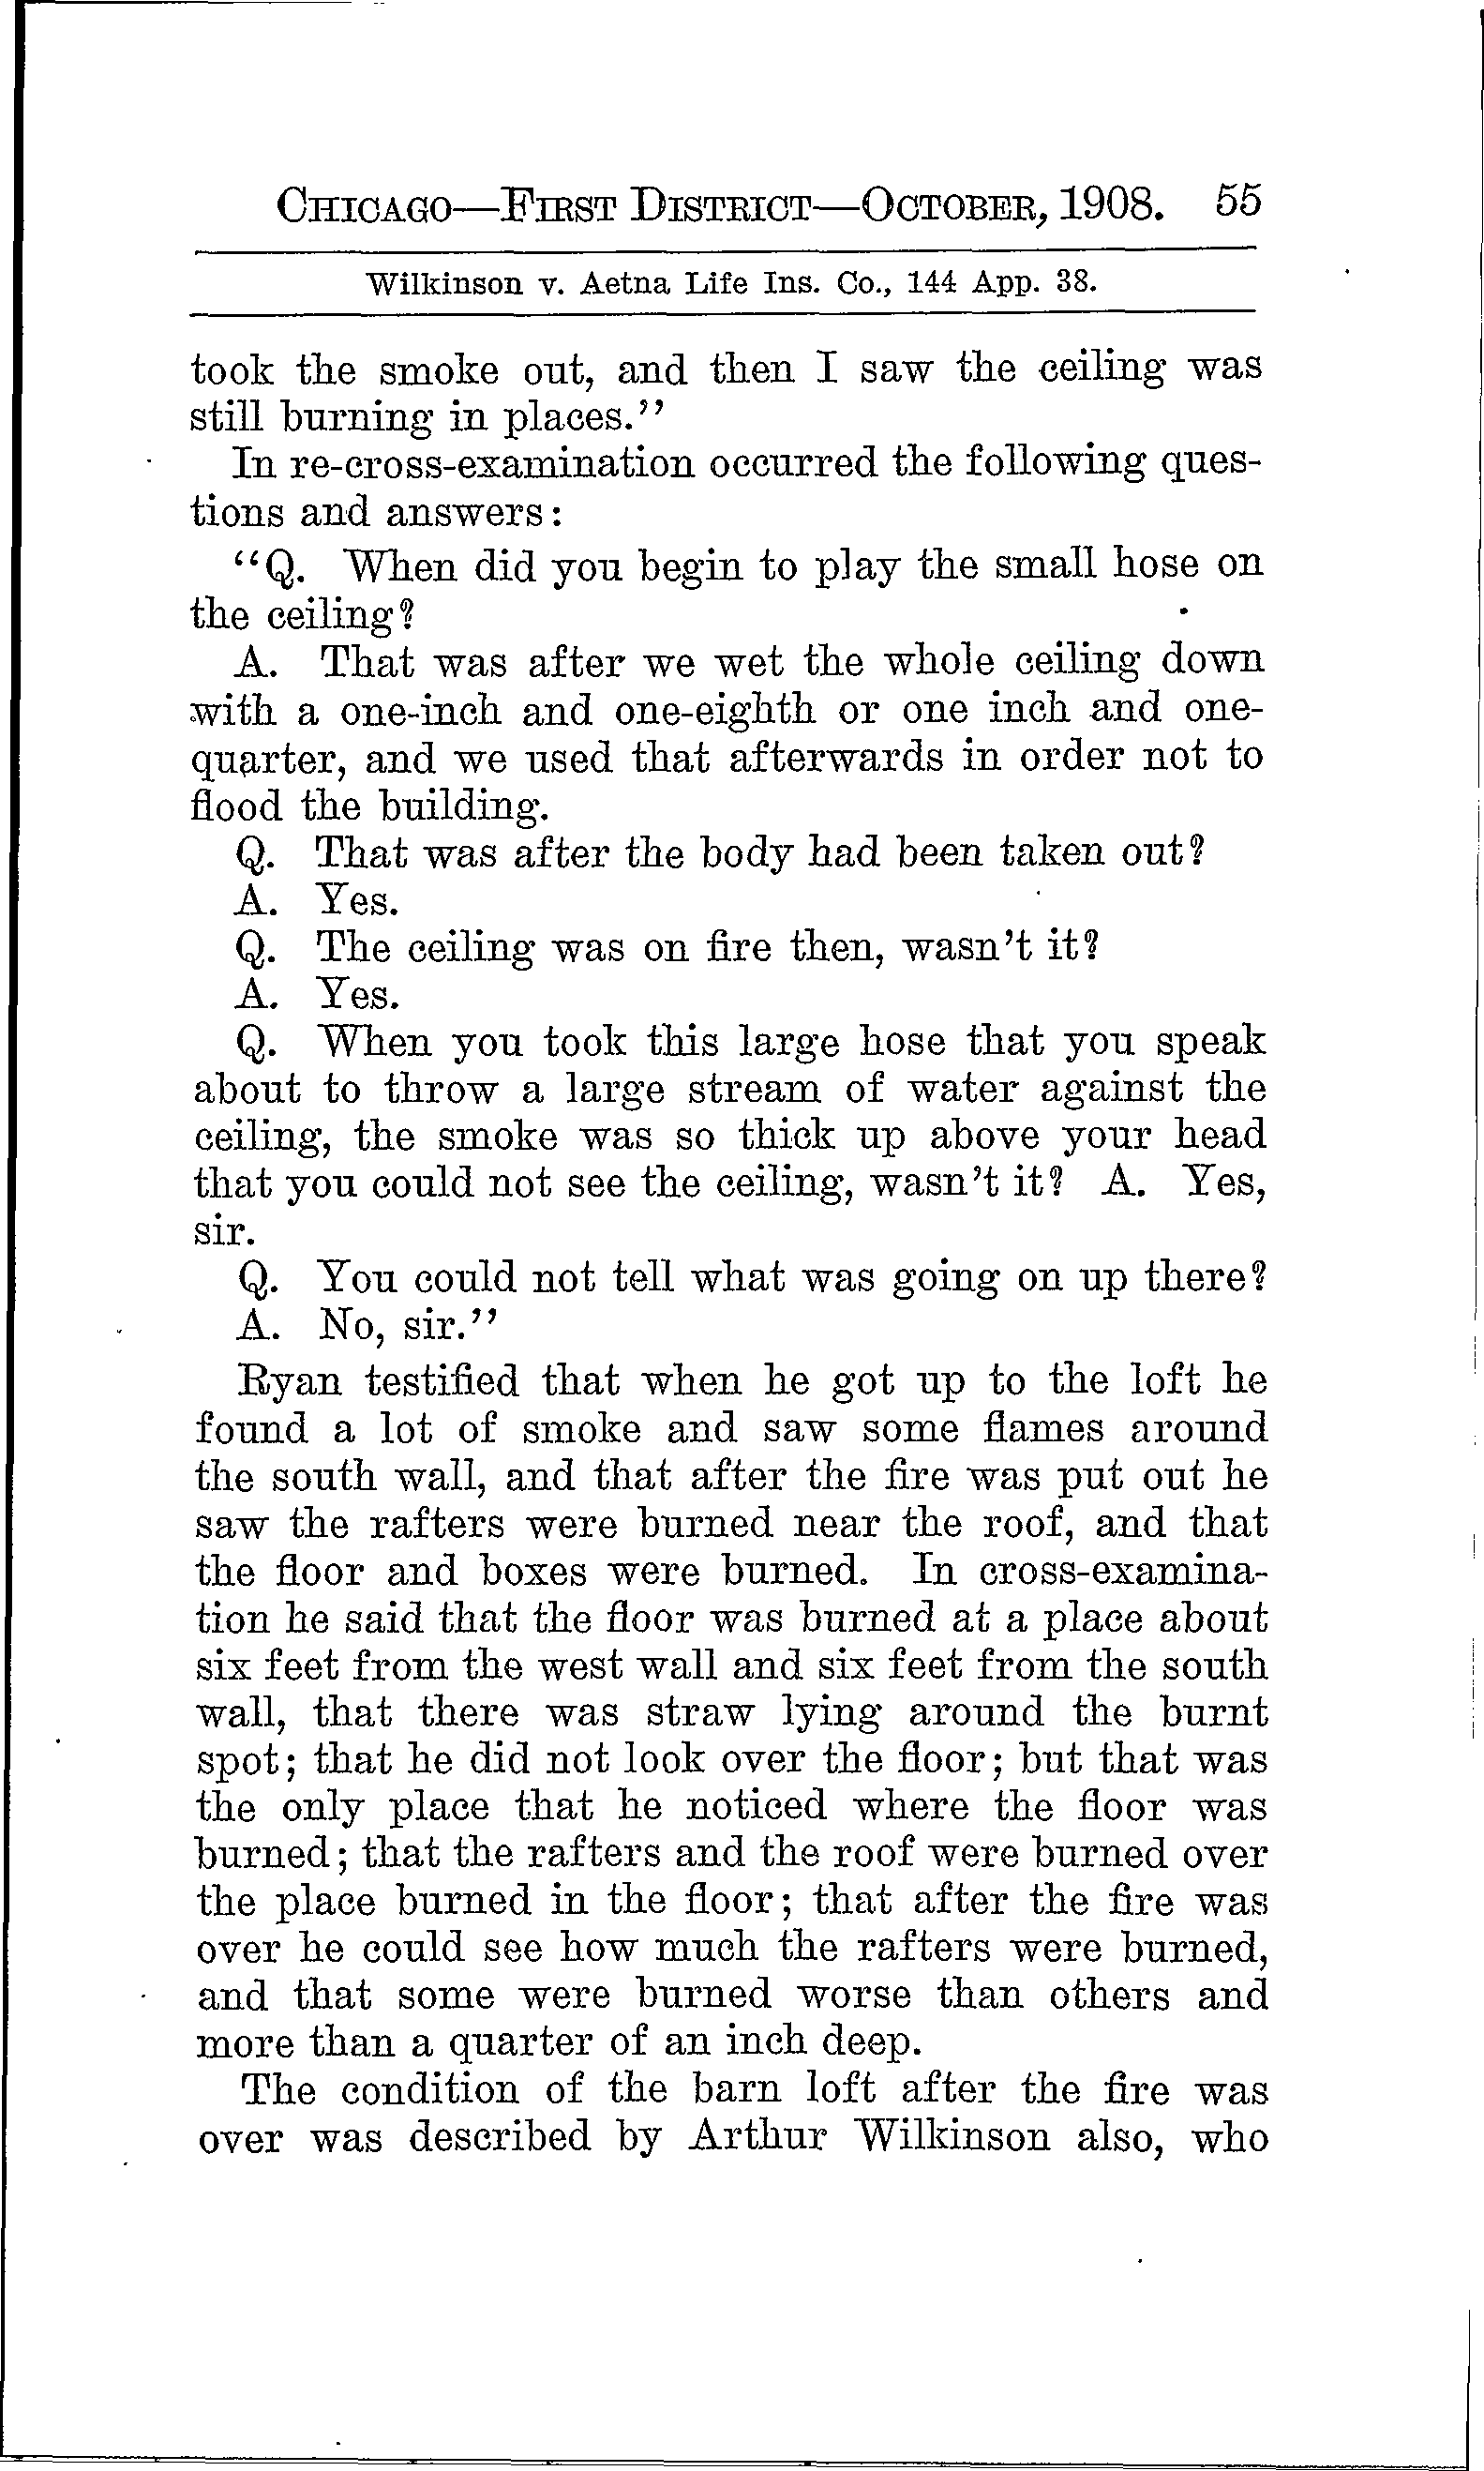 CHICAGO—FIRST DISTRICT—OCTOBER, 1908. 55
Wilkinson v. Aetna Life Ins. Co., 144 App. 38.
took the smoke out, and then I saw the ceiling was
still burning in places."
In re-cross-examination occurred the following ques-
tions and answers:
"Q. When did you begin to play the small hose on
the ceiling?
A. That was after we wet the whole ceiling down
with a one-inch and one-eighth or one inch and one-
quarter, and we used that afterwards in order not to
flood the building.
Q. That was after the body had been taken out?
A. Yes.
Q. The ceiling was on fire then, wasn't it?
A. Yes.
Q. When you took this large hose that you speak
about to throw a large stream of water against the
ceiling, the smoke was so thick up above your head
that you could not see the ceiling, wasn't it? A. Yes,
sir.
Q. You could not tell what was going on up there?
A. No, sir."
Ryan testified that when he got up to the loft he
found a lot of smoke and saw some flames around
the south wall, and that after the fire was put out he
saw the rafters were burned near the roof, and that
the floor and boxes were burned. In cross-examina-
tion he said that the floor was burned at a place about
six feet from the west wall and six feet from the south
wall, that there was straw lying around the burnt
spot; that he did not look over the floor; but that was
the only place that he noticed where the floor was
burned; that the rafters and the roof were burned over
the place burned in the floor; that after the fire was
over he could see how much the rafters were burned,
and that some were burned worse than others and
more than a quarter of an inch deep.
The condition of the barn loft after the fire was
over was described by Arthur Wilkinson also, who